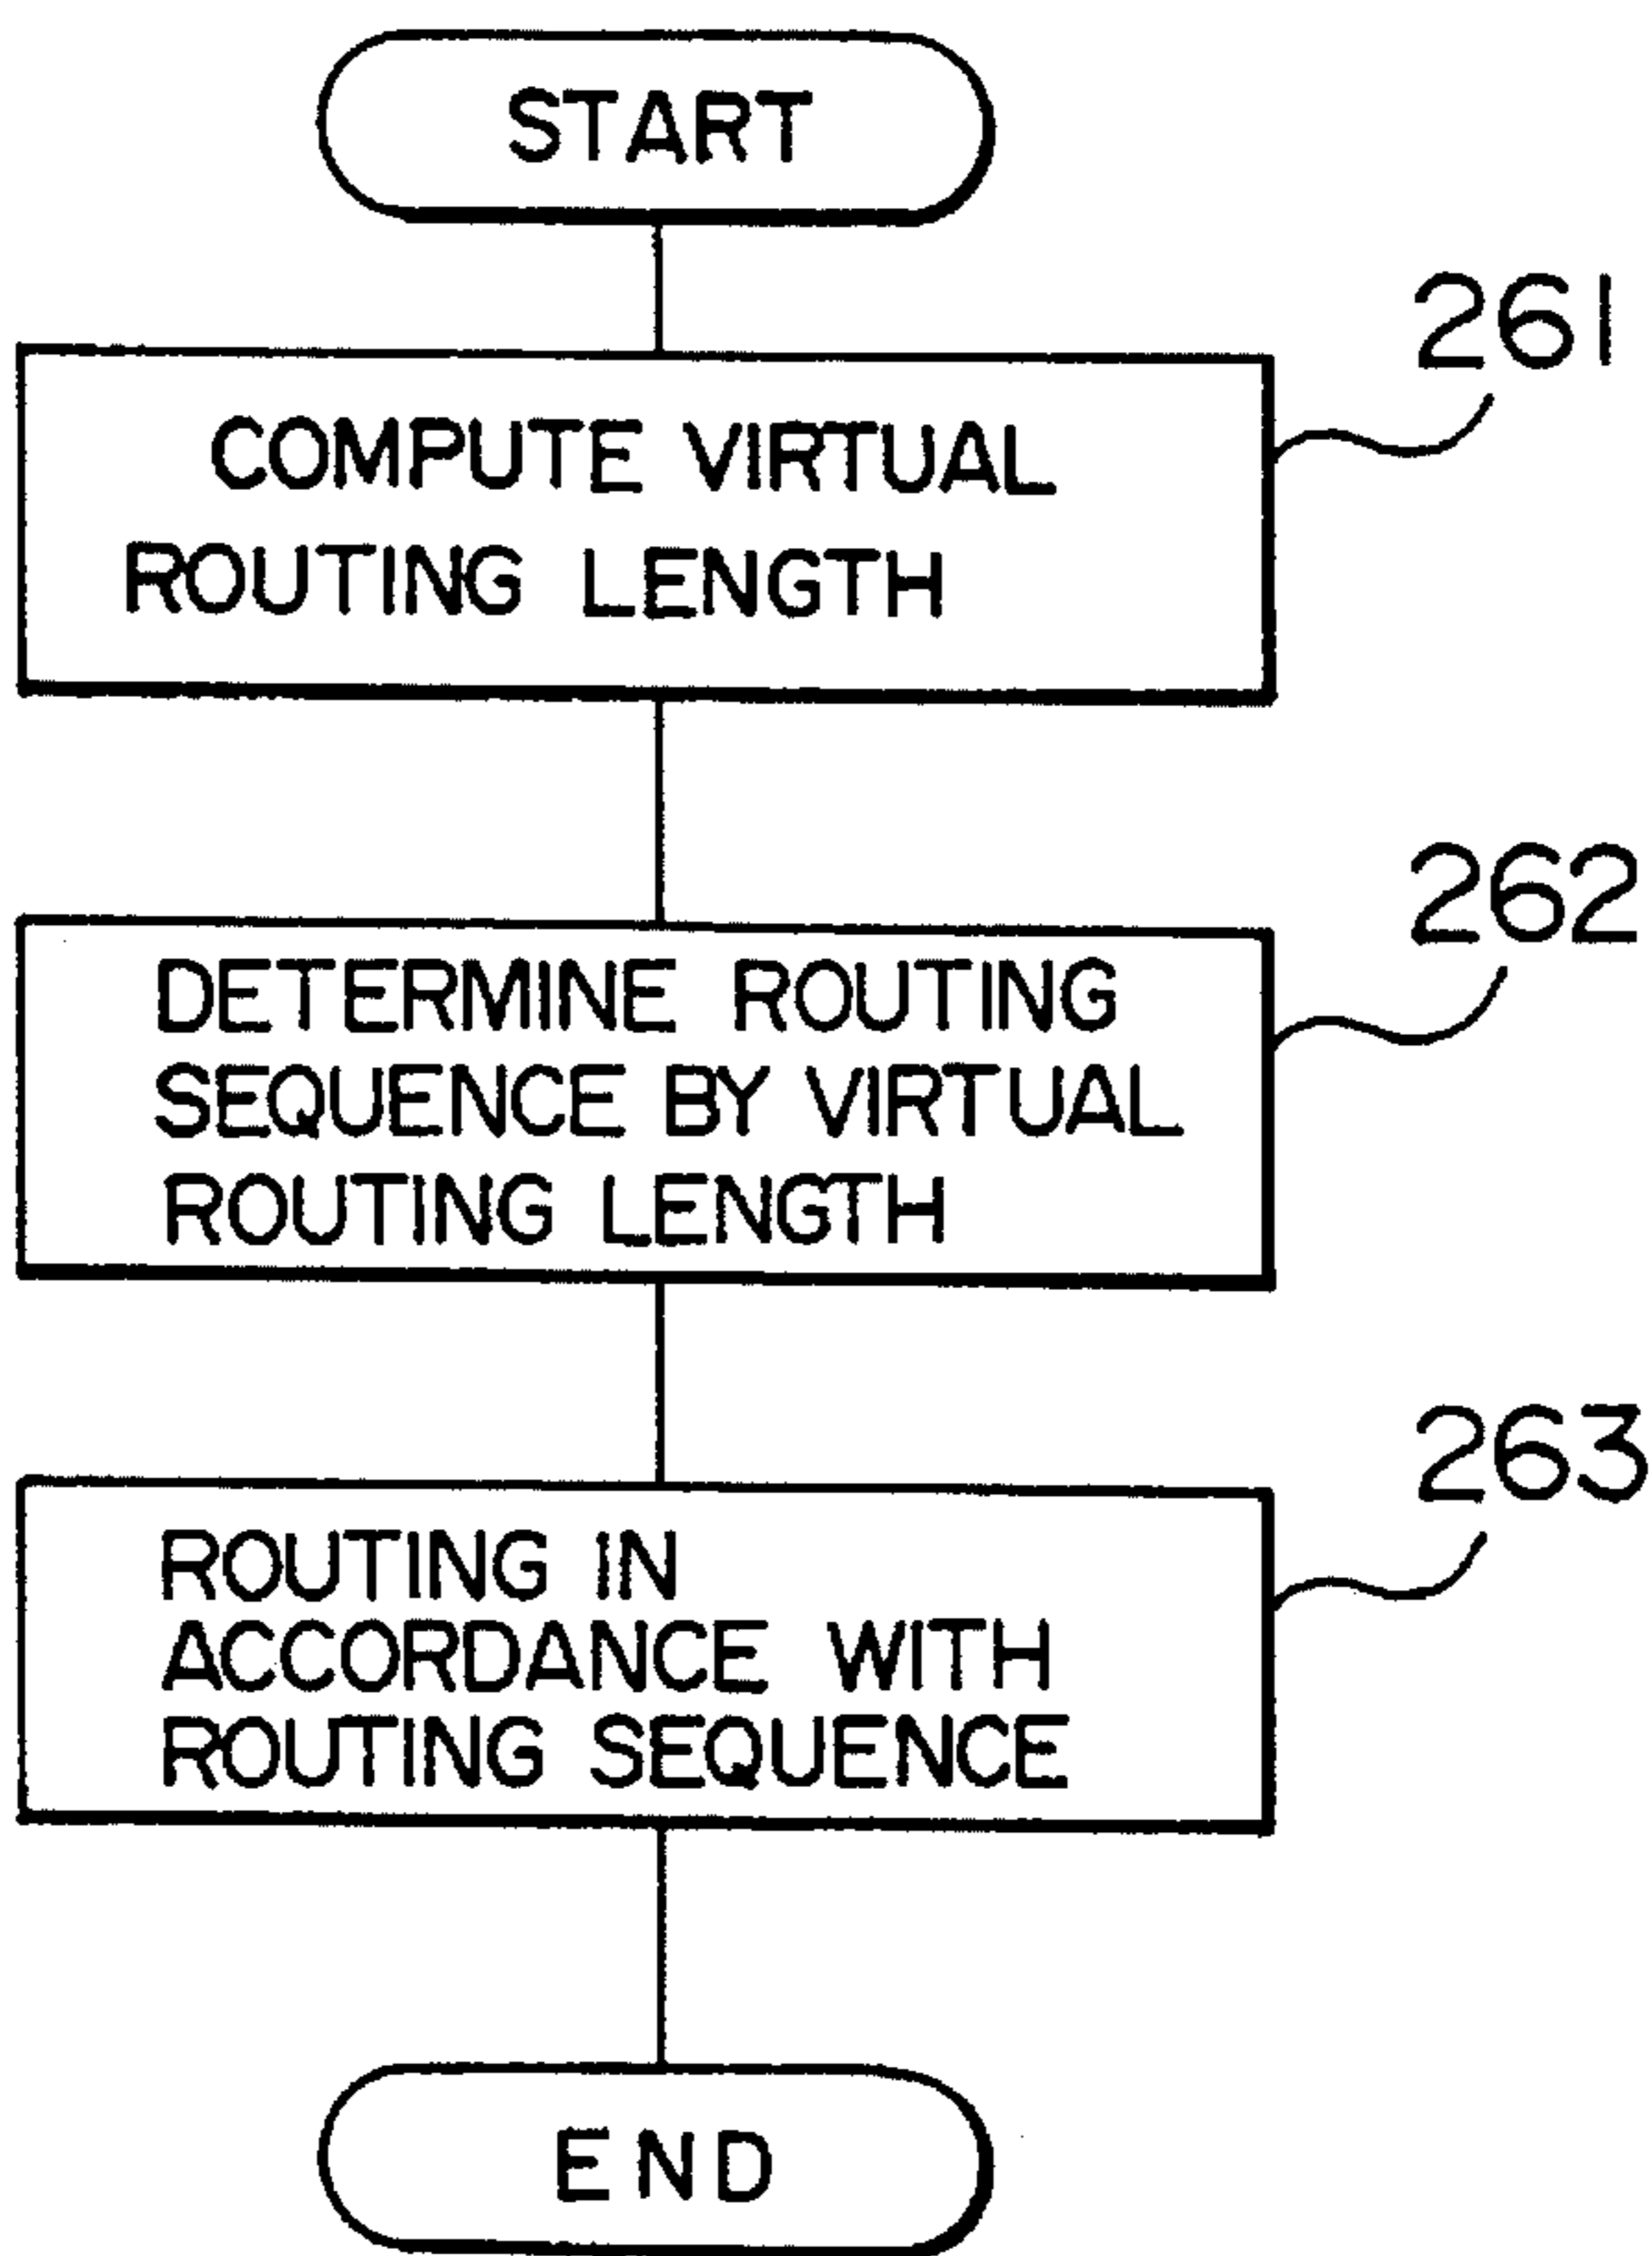 START
261
COMPUTE VIRTUAL
ROUTING LENGTH
262
DETERMINE ROUTING
SEQUENCE BY VIRTUAL
ROUTING LENGTH
263
ROUTING IN
ACCORDANCE WITH
ROUTING SEQUENCE
END